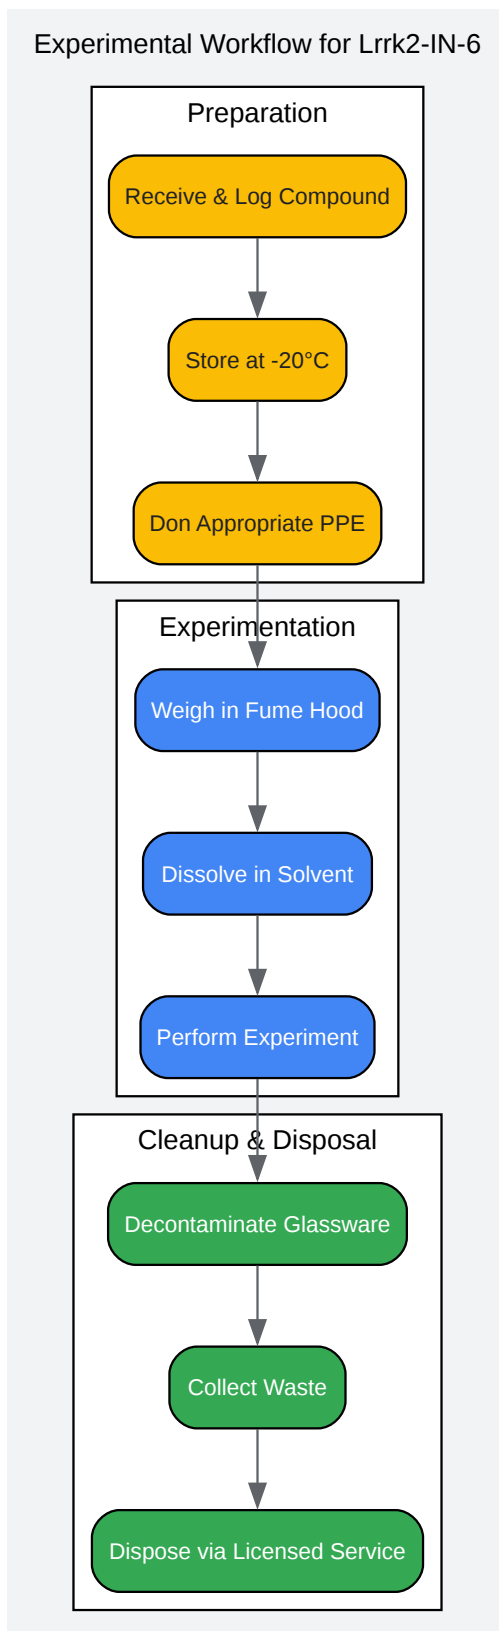 Experimental Workflow for Lrrk2-IN-6
Preparation
Receive & Log Compound
Store at -20°C
Don Appropriate PPE
Experimentation
Weigh in Fume Hood
Dissolve in Solvent
Perform Experiment
Cleanup & Disposal
Decontaminate Glassware
Collect Waste
Dispose via Licensed Service